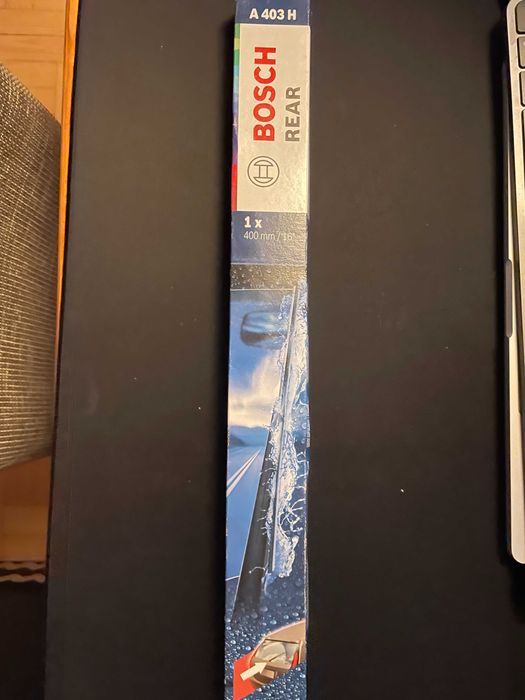 A 403 H
BOSCH
REAR
1 x
400 mm / 16"